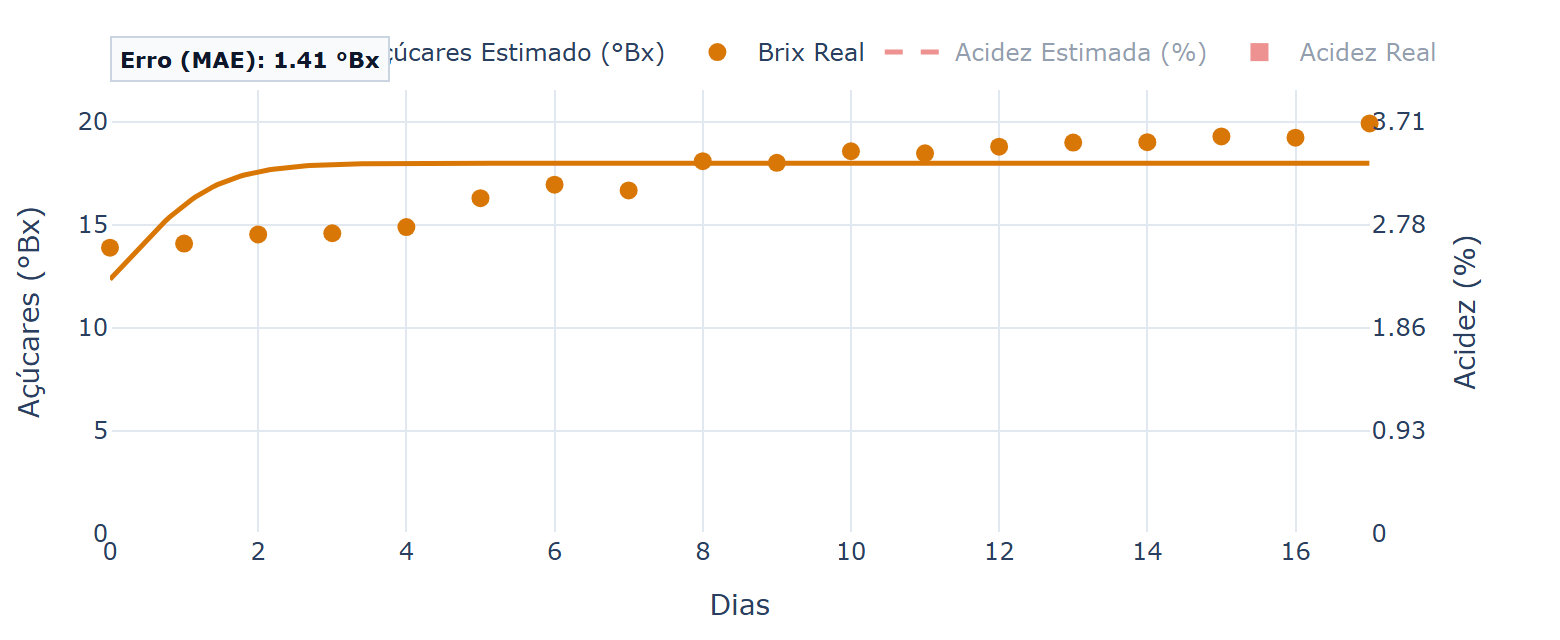 Erro (MAE): 1.41 °Bx
çúcares Estimado (°Bx) Brix Real Acidez Estimada (%) Acidez Real
20
15
10
5
0
Açúcares (°Bx)
3.71
2.78
1.86
0.93
0
Acidez (%)
0 2 4 6 8 10 12 14 16
Dias